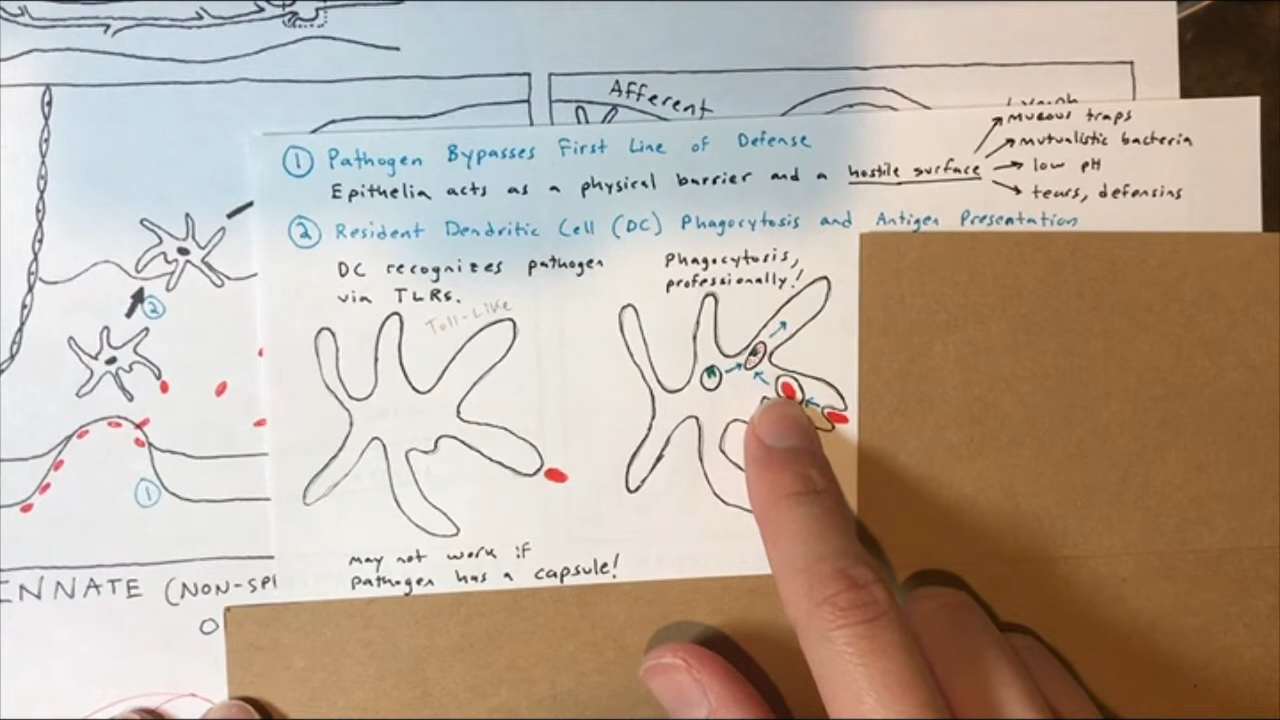 Afferent
Lymph
① Pathogen Bypasses First Line of Defense
Epithelia acts as a physical barrier and a hostile surface
mucous traps
mutualistic bacteria
low pH
tears, defensins
② Resident Dendritic Cell (DC) Phagocytosis and Antigen Presentation
DC recognizes pathogen
via TLRs.
Toll-Like
Phagocytosis,
professionally!
may not work if
pathogen has a capsule!
②
①
INNATE (NON-SP